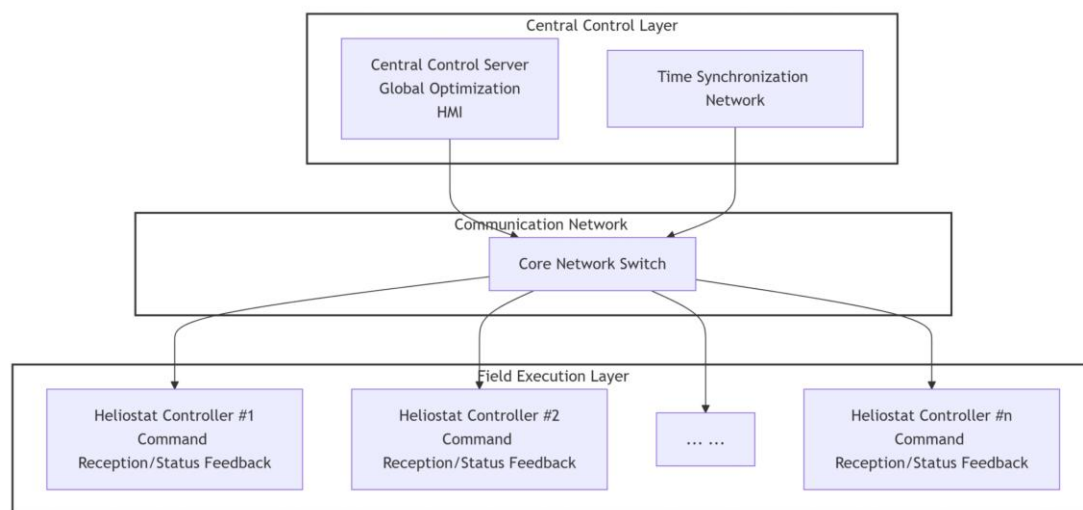 Central Control Layer
Central Control Server
Global Optimization
HMI
Time Synchronization
Network
Communication Network
Core Network Switch
Field Execution Layer
Heliostat Controller #1
Command
Reception/Status Feedback
Heliostat Controller #2
Command
Reception/Status Feedback
... ...
Heliostat Controller #n
Command
Reception/Status Feedback